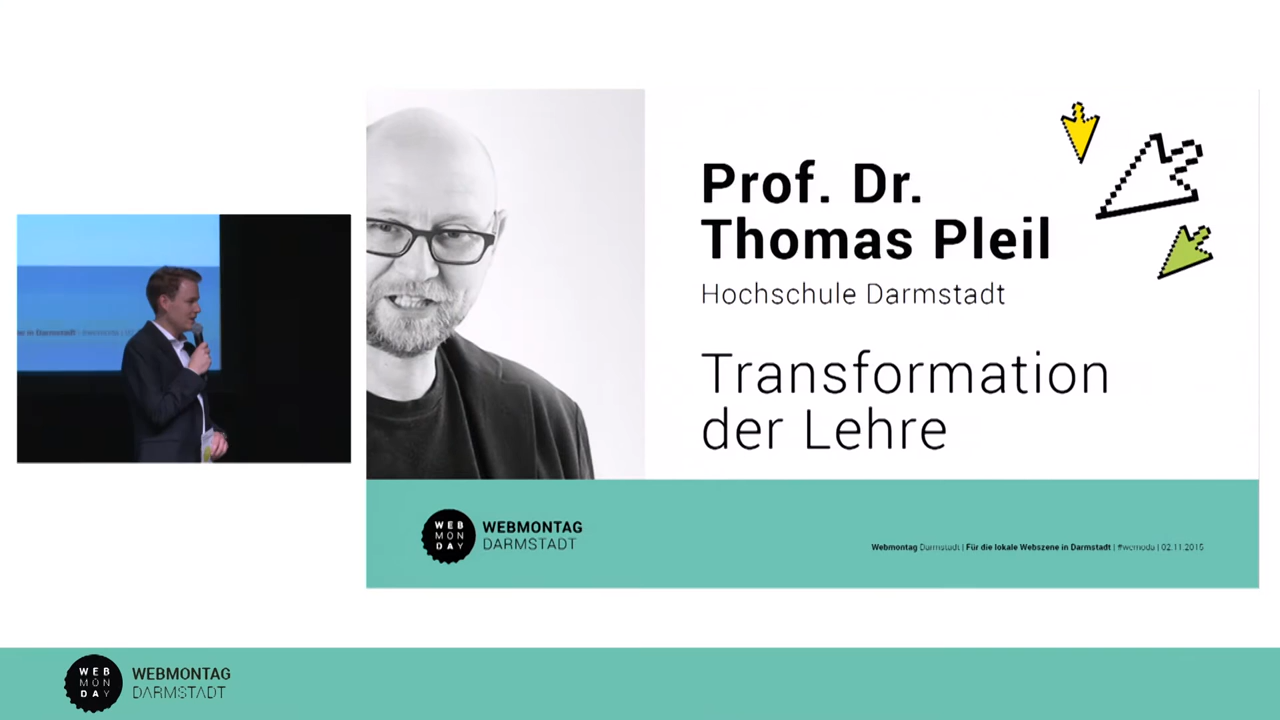 Prof. Dr.
Thomas Pleil
Hochschule Darmstadt
Transformation
der Lehre
WEB
MON
DAY
WEBMONTAG
DARMSTADT
Webmontag Darmstadt | Für die lokale Webszene in Darmstadt | #wemoda | 02.11.2015
WEB
MON
DAY
WEBMONTAG
DARMSTADT